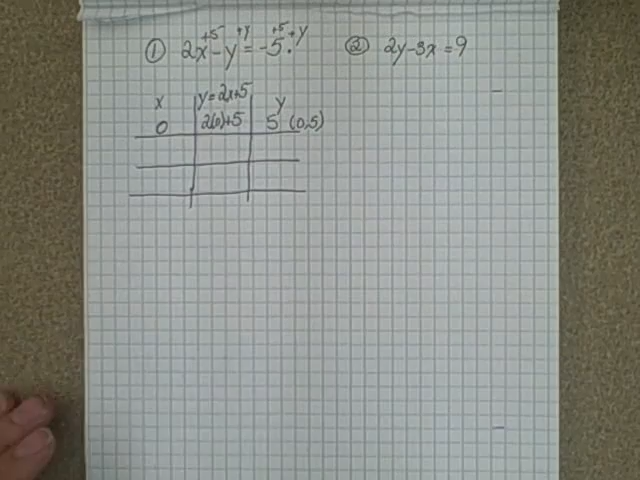 +5 +y +5 +y
① 2x-y = -5.
② 2y-3x=9
x y=2x+5 y
0 2(0)+5 5 (0,5)